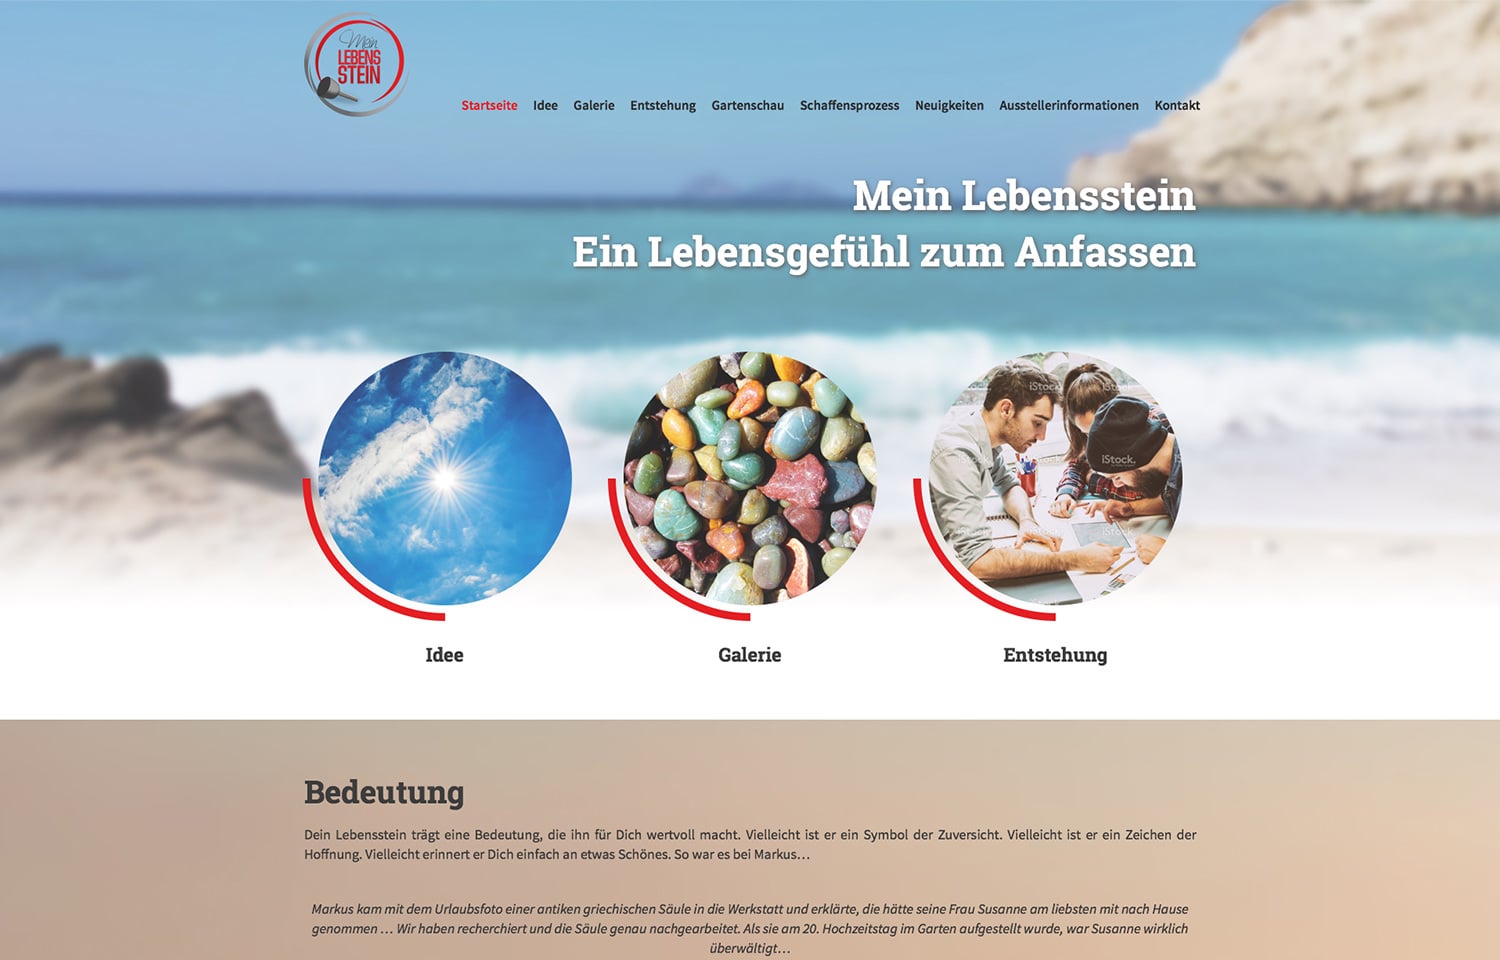 Mein
LEBENS
STEIN
Startseite Idee Galerie Entstehung Gartenschau Schaffensprozess Neuigkeiten Ausstellerinformationen Kontakt
Mein Lebensstein
Ein Lebensgefühl zum Anfassen
iStock
iStock
iStock.
Idee
Galerie
Entstehung
Bedeutung
Dein Lebensstein trägt eine Bedeutung, die ihn für Dich wertvoll macht. Vielleicht ist er ein Symbol der Zuversicht. Vielleicht ist er ein Zeichen der
Hoffnung. Vielleicht erinnert er Dich einfach an etwas Schönes. So war es bei Markus…
Markus kam mit dem Urlaubsfoto einer antiken griechischen Säule in die Werkstatt und erklärte, die hätte seine Frau Susanne am liebsten mit nach Hause
genommen … Wir haben recherchiert und die Säule genau nachgearbeitet. Als sie am 20. Hochzeitstag im Garten aufgestellt wurde, war Susanne wirklich
überwältigt…